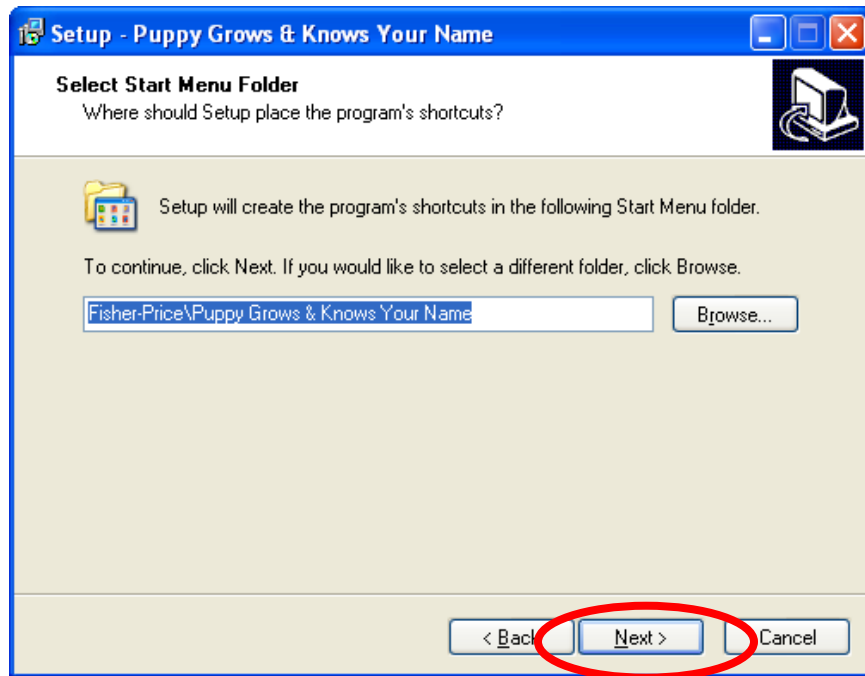 Setup - Puppy Grows & Knows Your Name
Select Start Menu Folder
Where should Setup place the program's shortcuts?
Setup will create the program's shortcuts in the following Start Menu folder.
To continue, click Next. If you would like to select a different folder, click Browse.
Fisher-Price\Puppy Grows & Knows Your Name
Browse...
< Back Next > Cancel